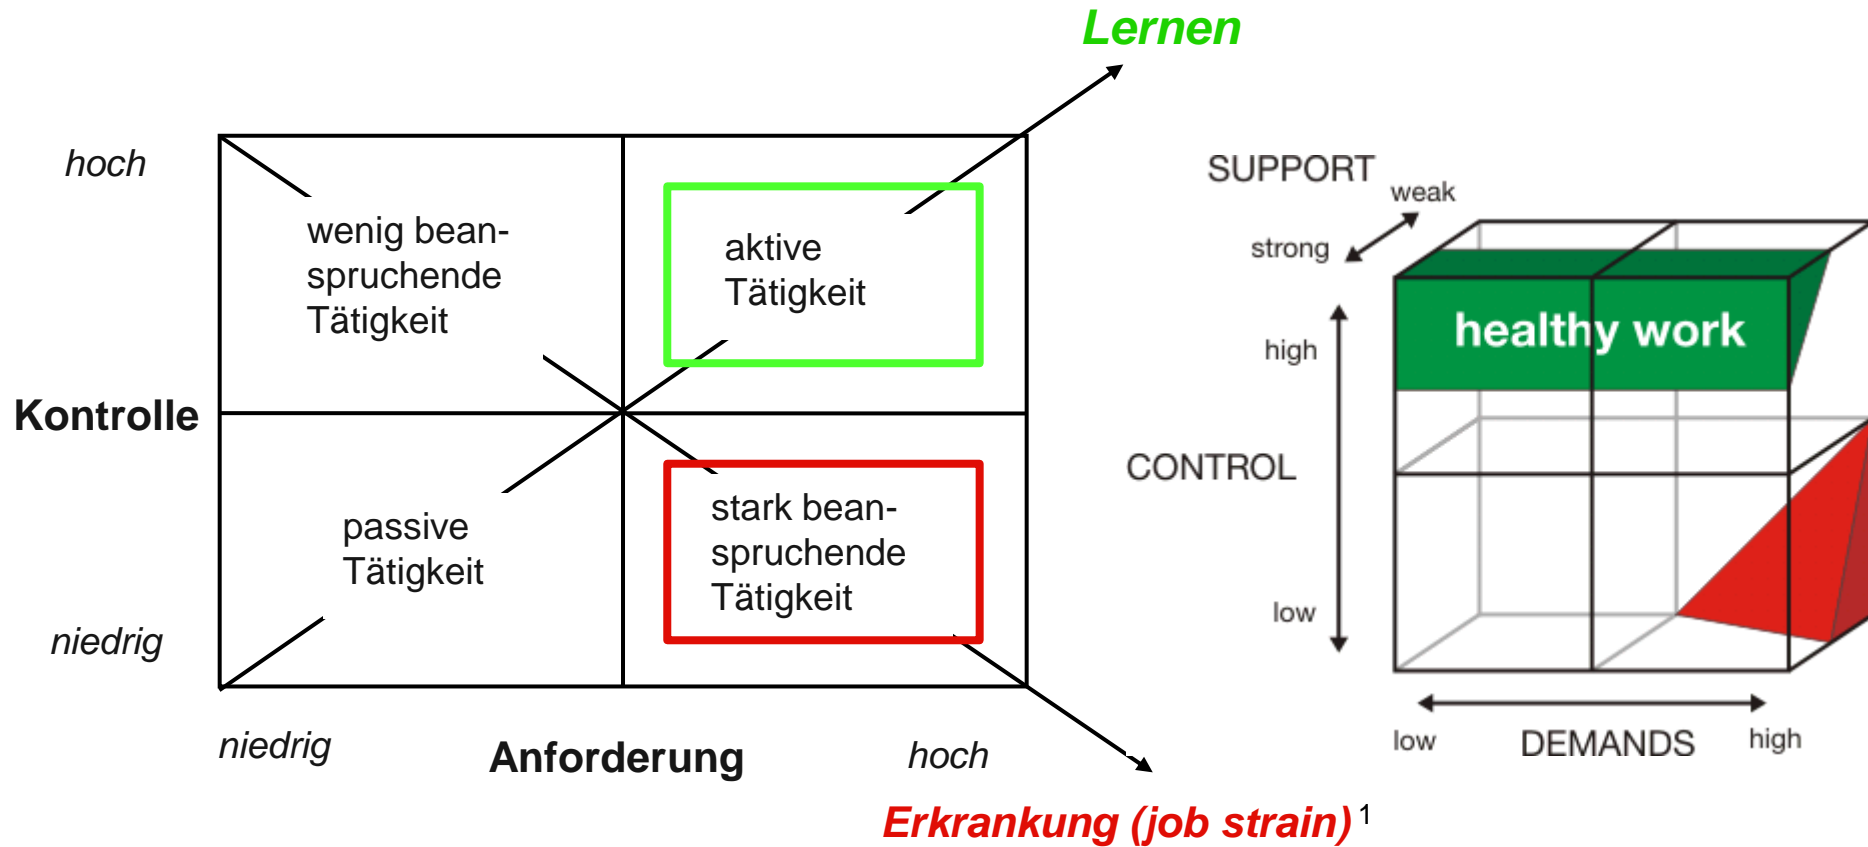 Lernen
hoch
wenig bean-
spruchende
Tätigkeit
aktive
Tätigkeit
Kontrolle
passive
Tätigkeit
stark bean-
spruchende
Tätigkeit
niedrig
niedrig
Anforderung
hoch
Erkrankung (job strain) 1
SUPPORT
weak
strong
high
healthy work
CONTROL
low
low
DEMANDS
high